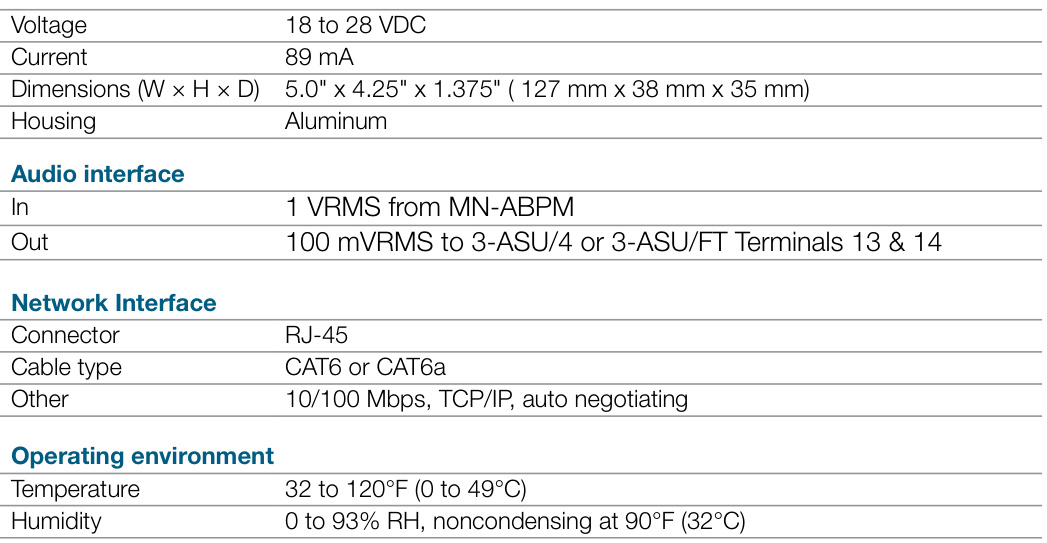 Voltage 18 to 28 VDC
Current 89 mA
Dimensions (W × H × D) 5.0" x 4.25" x 1.375" ( 127 mm x 38 mm x 35 mm)
Housing Aluminum
Audio interface
In 1 VRMS from MN-ABPM
Out 100 mVRMS to 3-ASU/4 or 3-ASU/FT Terminals 13 & 14
Network Interface
Connector RJ-45
Cable type CAT6 or CAT6a
Other 10/100 Mbps, TCP/IP, auto negotiating
Operating environment
Temperature 32 to 120°F (0 to 49°C)
Humidity 0 to 93% RH, noncondensing at 90°F (32°C)